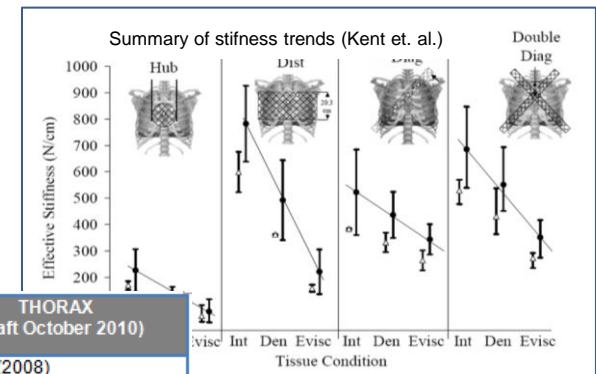 Summary of stifness trends (Kent et. al.)
Double
Diag
Hub
Dist
Diag
1000
900
800
700
600
500
400
300
200
Effective Stiffness (N/cm)
20.3
THORAX
aft October 2010)
2008)
Evisc
Int Den Evisc
Int Den Evisc
Int Den Evisc
Tissue Condition